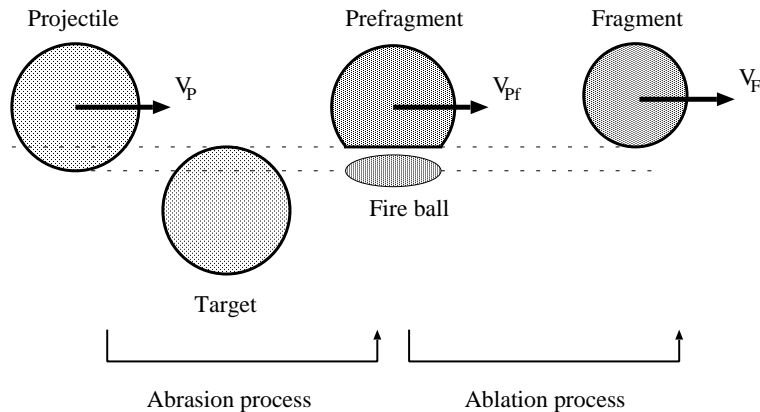 Projectile
Prefragment
Fragment
V_P
V_Pf
V_F
Fire ball
Target
Abrasion process
Ablation process